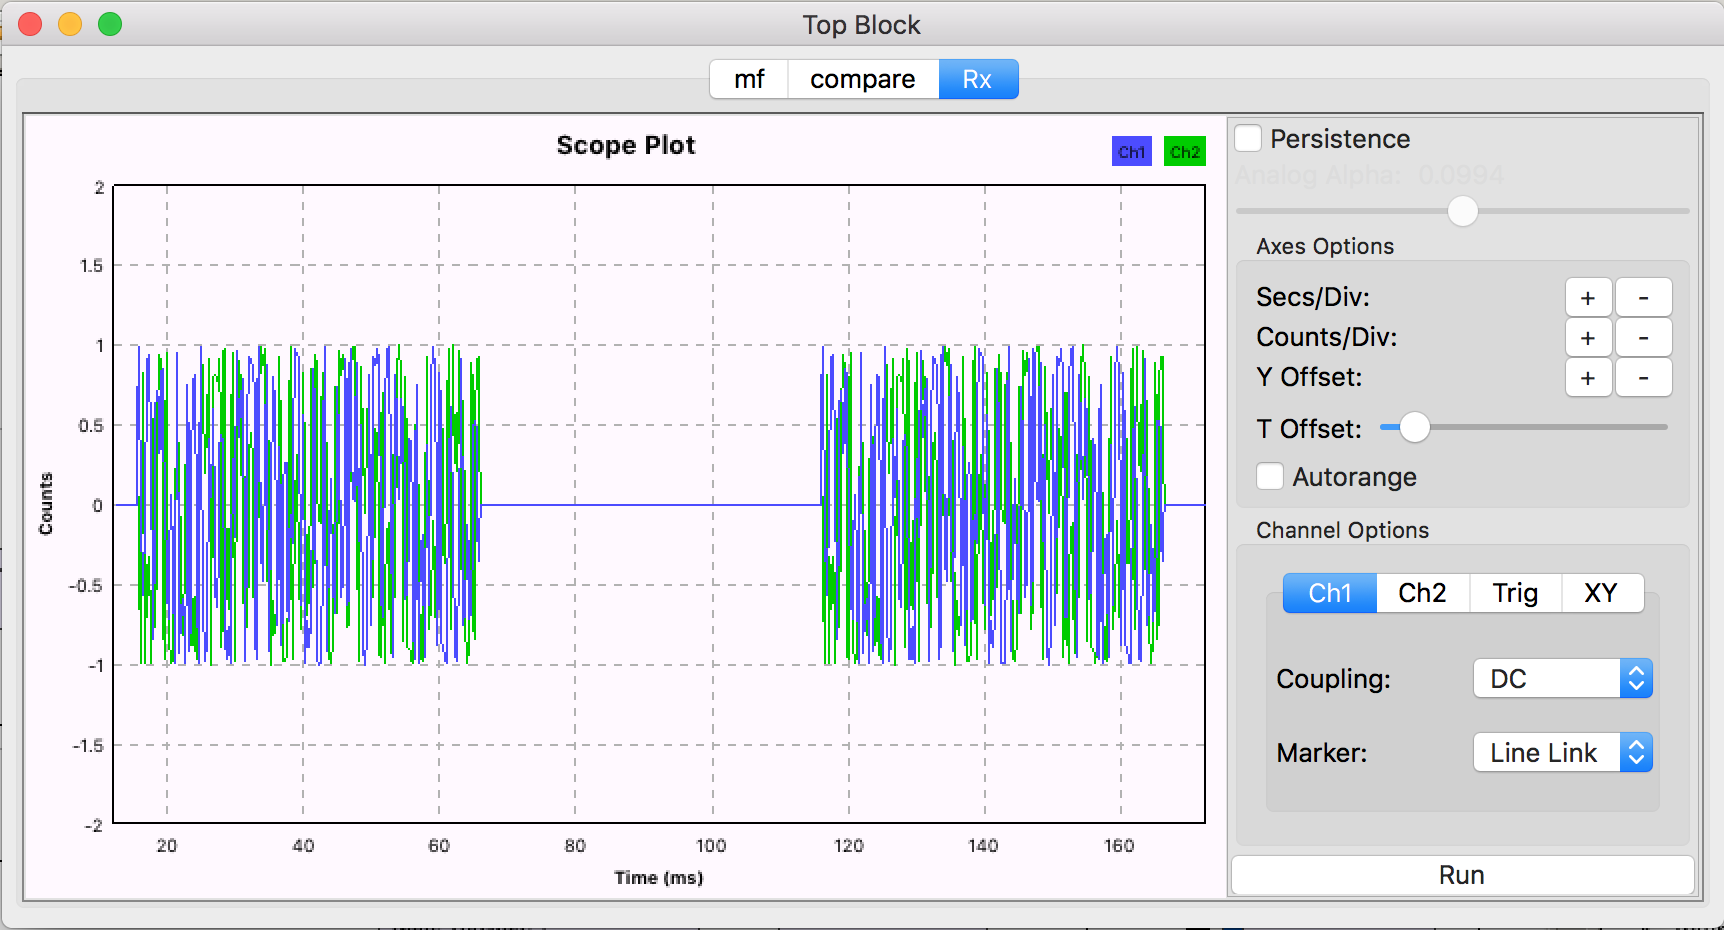 Top Block
mf compare Rx
Scope Plot
Ch1 Ch2
2
1.5
1
0.5
0
-0.5
-1
-1.5
-2
Counts
20 40 60 80 100 120 140 160
Time (ms)
Persistence
Analog Alpha: 0.0994
Axes Options
Secs/Div: + -
Counts/Div: + -
Y Offset: + -
T Offset:
Autorange
Channel Options
Ch1 Ch2 Trig XY
Coupling: DC
Marker: Line Link
Run